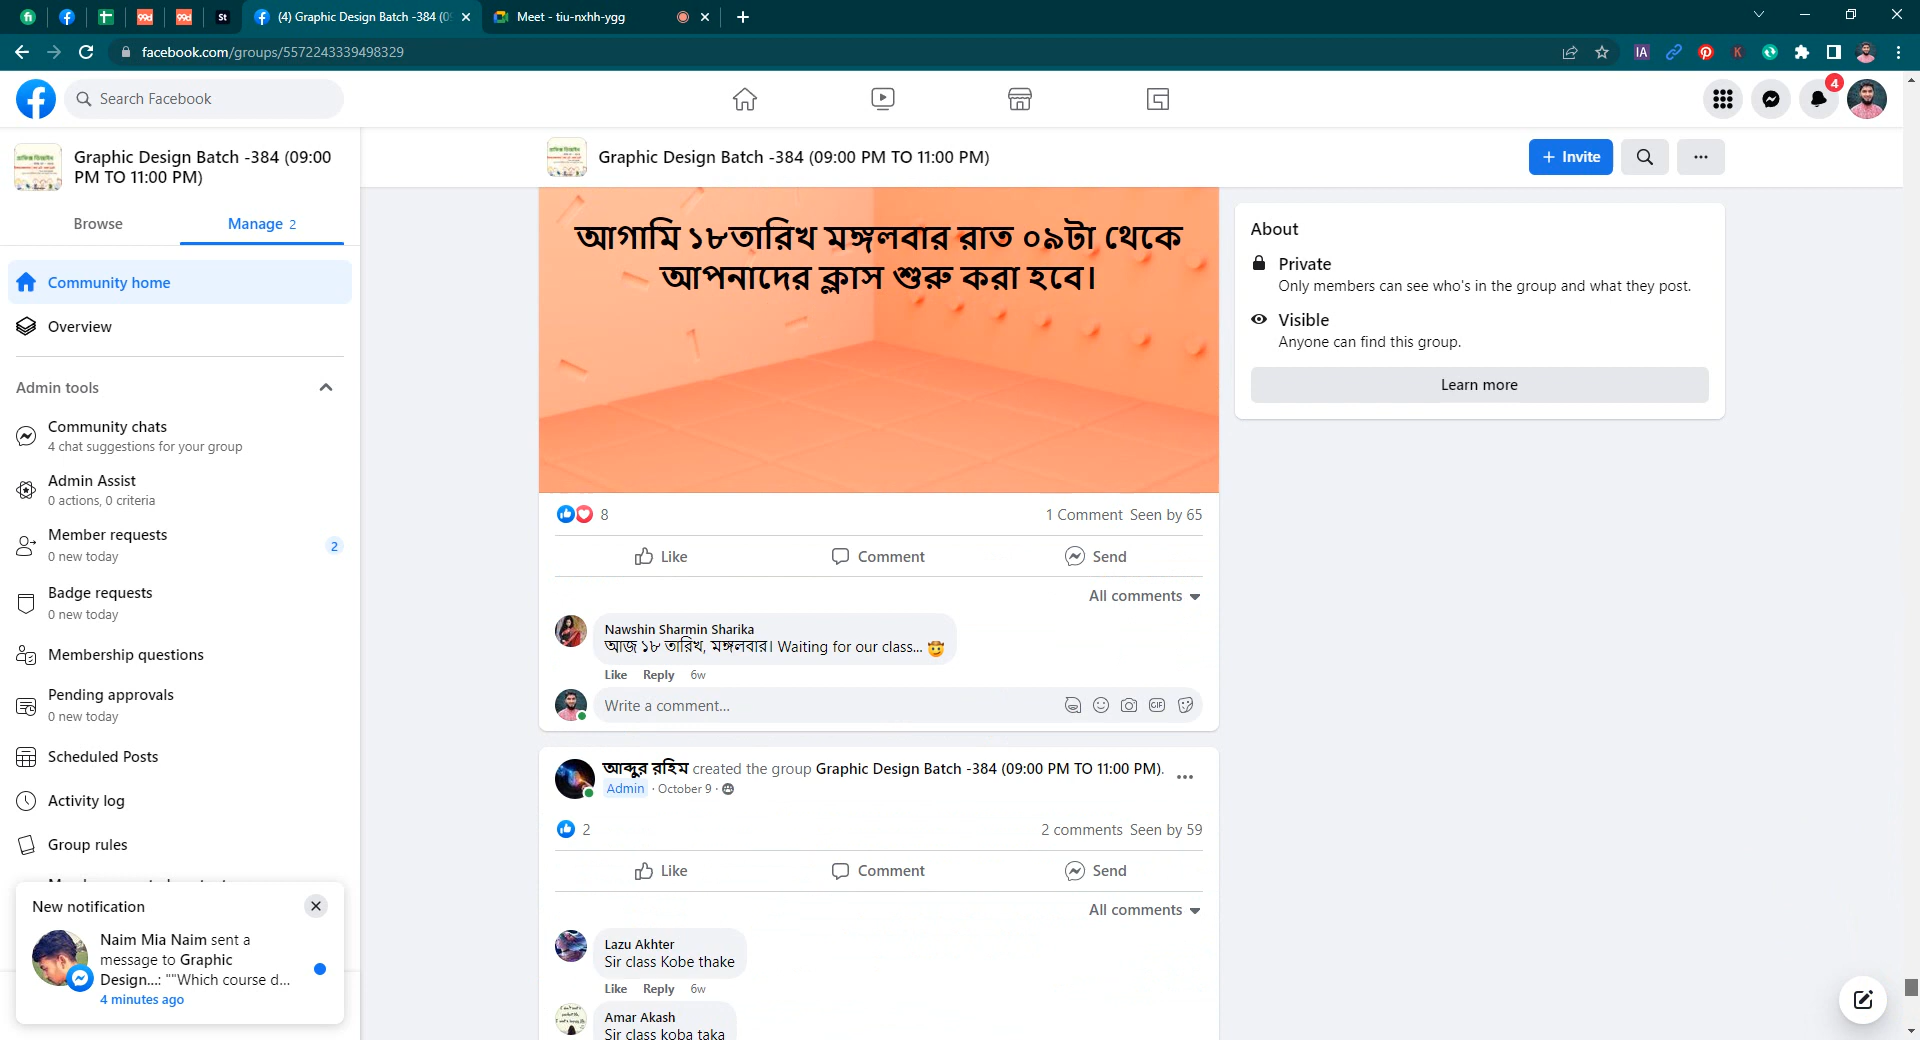 (4) Graphic Design Batch -384 (0
Meet - tiu-nxhh-ygg
facebook.com/groups/5572243339498329
Search Facebook
4
Graphic Design Batch -384 (09:00
PM TO 11:00 PM)
Browse
Manage 2
Community home
Overview
Admin tools
Community chats
4 chat suggestions for your group
Admin Assist
0 actions, 0 criteria
Member requests
0 new today
2
Badge requests
0 new today
Membership questions
Pending approvals
0 new today
Scheduled Posts
Activity log
Group rules
New notification
Naim Mia Naim sent a
message to Graphic
Design...: ""Which course d...
4 minutes ago
Graphic Design Batch -384 (09:00 PM TO 11:00 PM)
+ Invite
আগামি ১৮তারিখ মঙ্গলবার রাত ০৯টা থেকে
আপনাদের ক্লাস শুরু করা হবে।
8
1 Comment Seen by 65
Like Comment Send
All comments
Nawshin Sharmin Sharika
আজ ১৮ তারিখ, মঙ্গলবার। Waiting for our class... 🤠
Like Reply 6w
Write a comment...
GIF
আব্দুর রহিম created the group Graphic Design Batch -384 (09:00 PM TO 11:00 PM).
Admin · October 9 ·
2
2 comments Seen by 59
Like Comment Send
All comments
Lazu Akhter
Sir class Kobe thake
Like Reply 6w
Amar Akash
Sir class koba taka
About
Private
Only members can see who's in the group and what they post.
Visible
Anyone can find this group.
Learn more